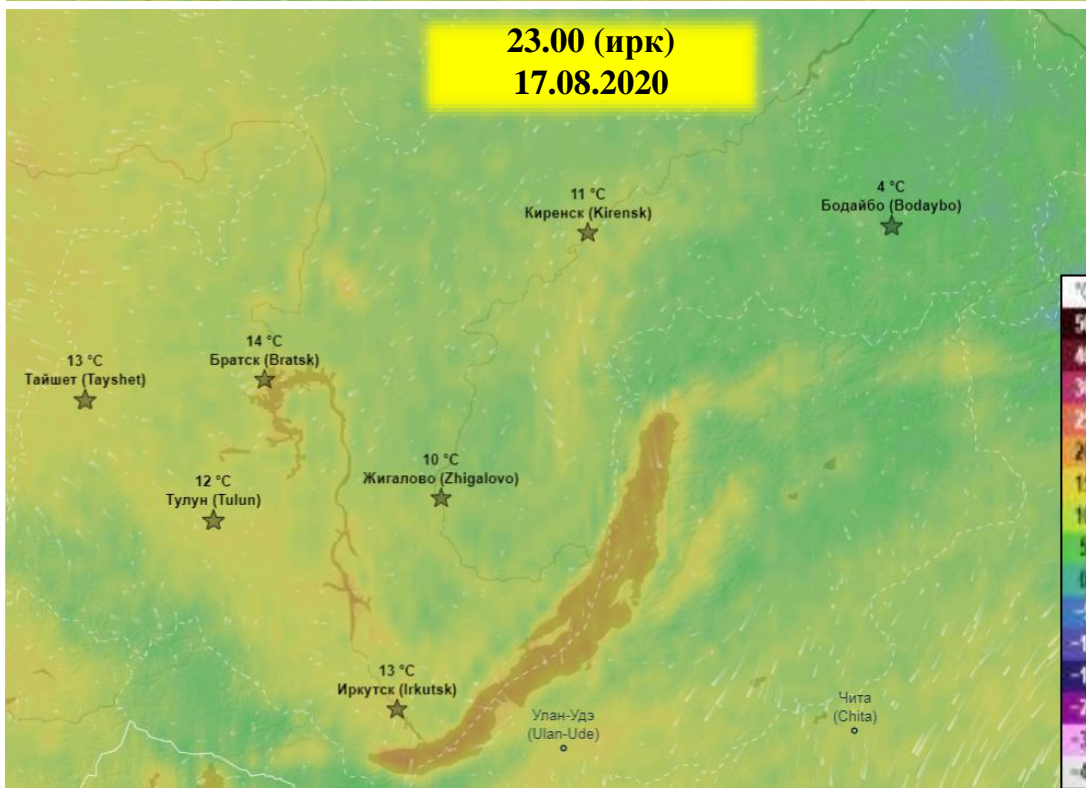 23.00 (ирк)
17.08.2020
11 °C
Киренск (Kirensk)
4 °C
Бодайбо (Bodaybo)
14 °C
Братск (Bratsk)
13 °C
Тайшет (Tayshet)
10 °C
Жигалово (Zhigalovo)
12 °C
Тулун (Tulun)
13 °C
Иркутск (Irkutsk)
Улан-Удэ
(Ulan-Ude)
Чита
(Chita)